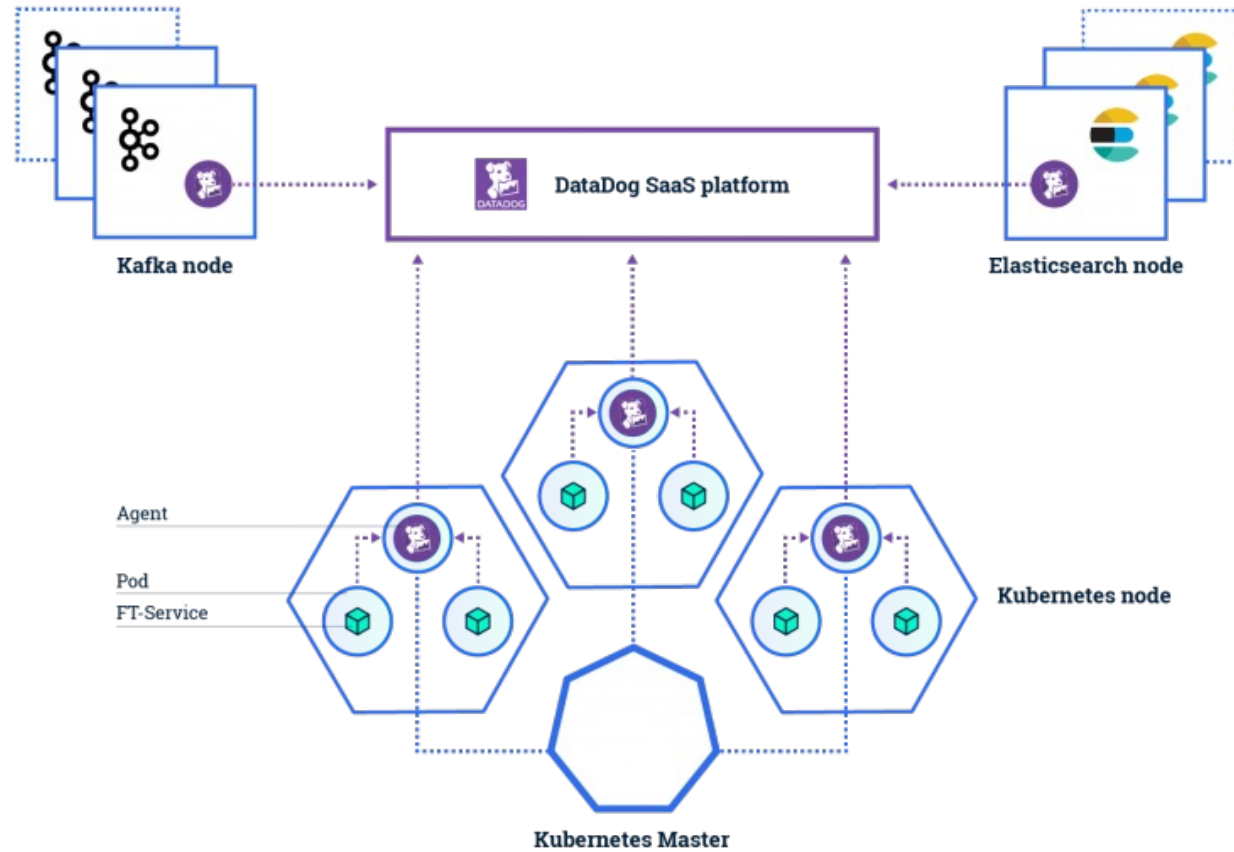 DATADOG
DataDog SaaS platform
Kafka node
Elasticsearch node
Agent
Pod
FT-Service
Kubernetes node
Kubernetes Master